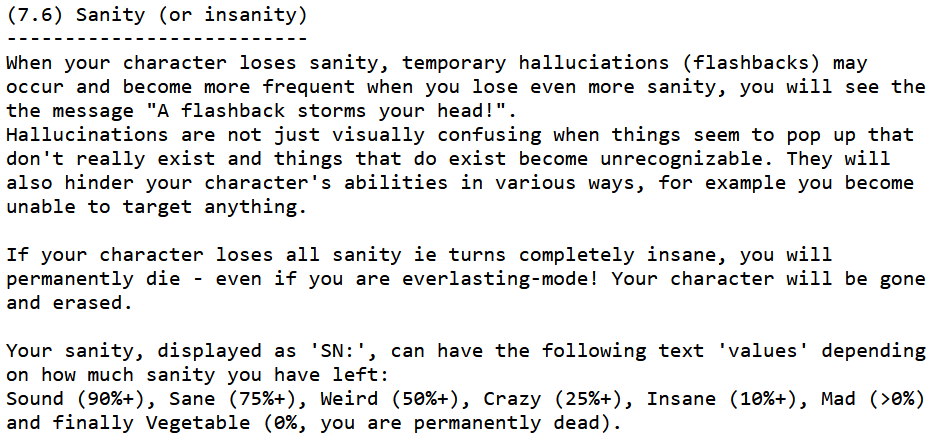 (7.6) Sanity (or insanity)
--------------------------
When your character loses sanity, temporary halluciations (flashbacks) may
occur and become more frequent when you lose even more sanity, you will see the
the message "A flashback storms your head!".
Hallucinations are not just visually confusing when things seem to pop up that
don't really exist and things that do exist become unrecognizable. They will
also hinder your character's abilities in various ways, for example you become
unable to target anything.

If your character loses all sanity ie turns completely insane, you will
permanently die - even if you are everlasting-mode! Your character will be gone
and erased.

Your sanity, displayed as 'SN:', can have the following text 'values' depending
on how much sanity you have left:
Sound (90%+), Sane (75%+), Weird (50%+), Crazy (25%+), Insane (10%+), Mad (>0%)
and finally Vegetable (0%, you are permanently dead).